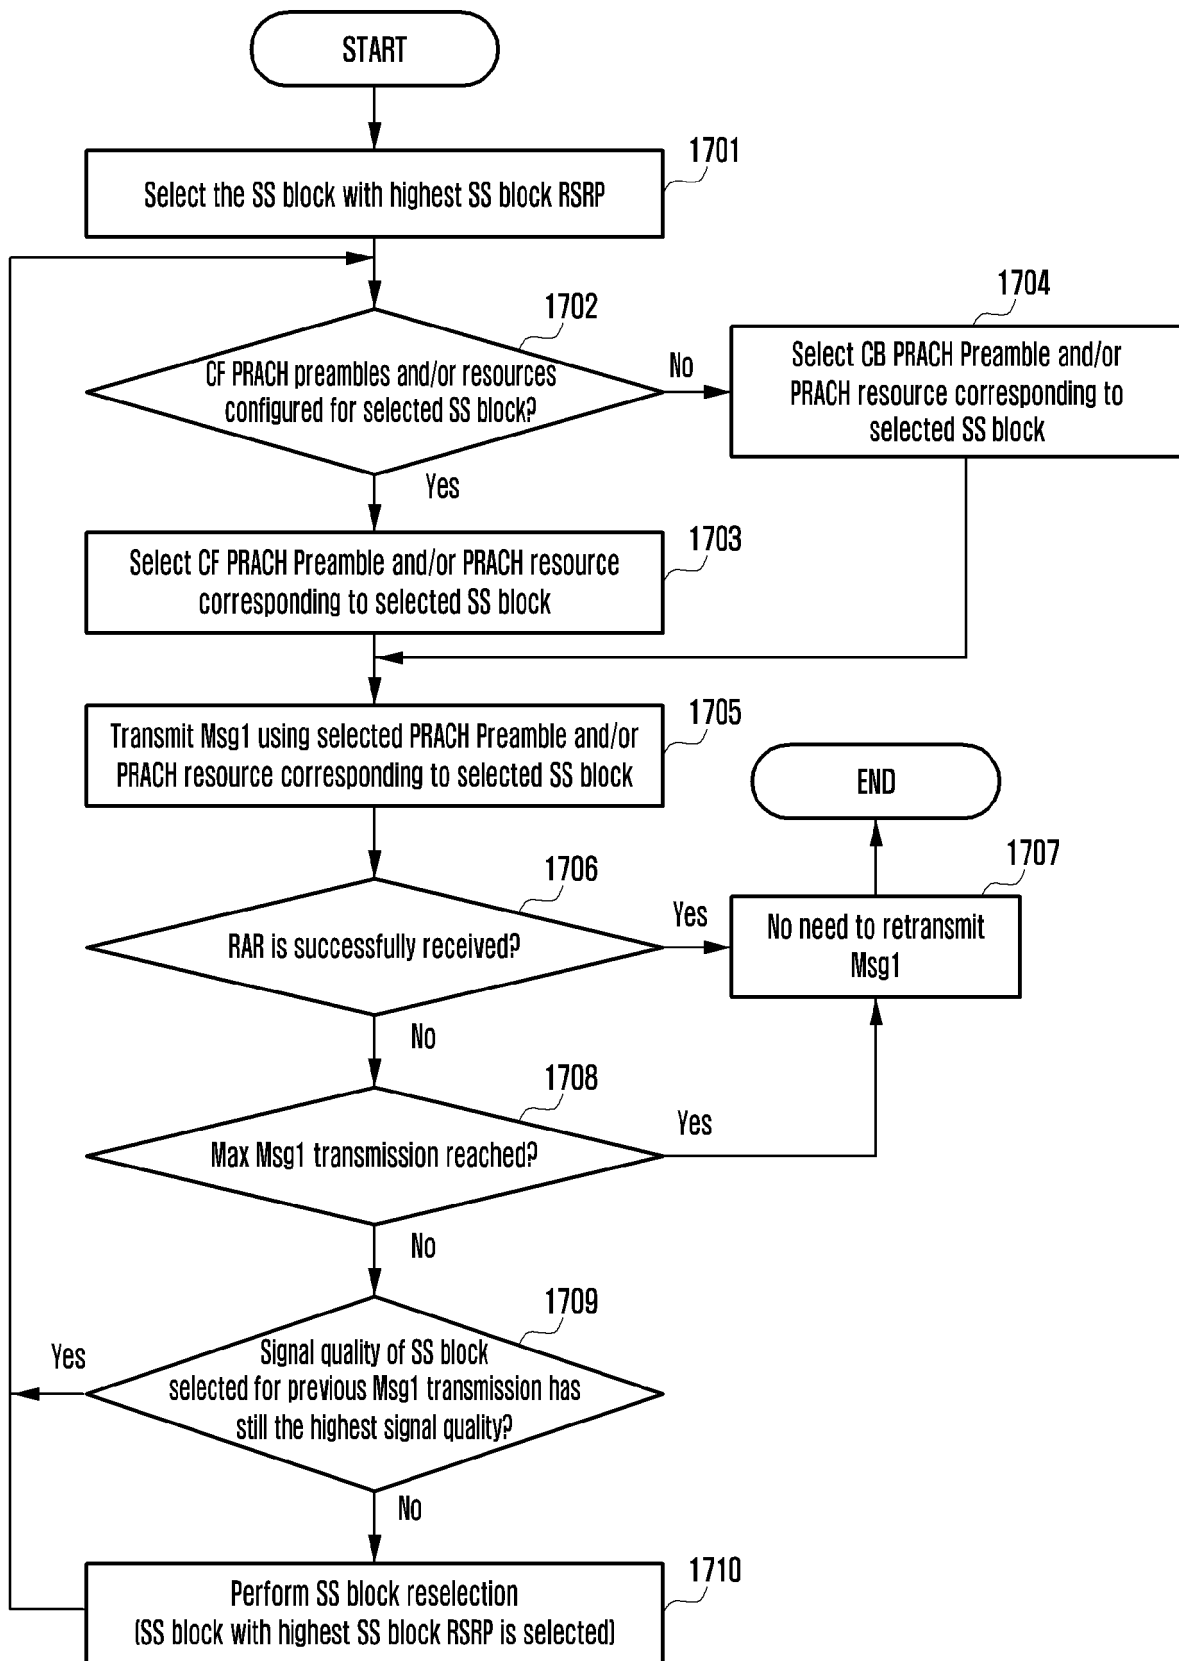 START
1701
Select the SS block with highest SS block RSRP
1702
CF PRACH preambles and/or resources
configured for selected SS block?
No
1704
Select CB PRACH Preamble and/or
PRACH resource corresponding to
selected SS block
Yes
1703
Select CF PRACH Preamble and/or PRACH resource
corresponding to selected SS block
1705
Transmit Msg1 using selected PRACH Preamble and/or
PRACH resource corresponding to selected SS block
END
1706
RAR is successfully received?
Yes
1707
No need to retransmit
Msg1
No
1708
Max Msg1 transmission reached?
Yes
No
1709
Signal quality of SS block
selected for previous Msg1 transmission has
still the highest signal quality?
Yes
No
1710
Perform SS block reselection
(SS block with highest SS block RSRP is selected)